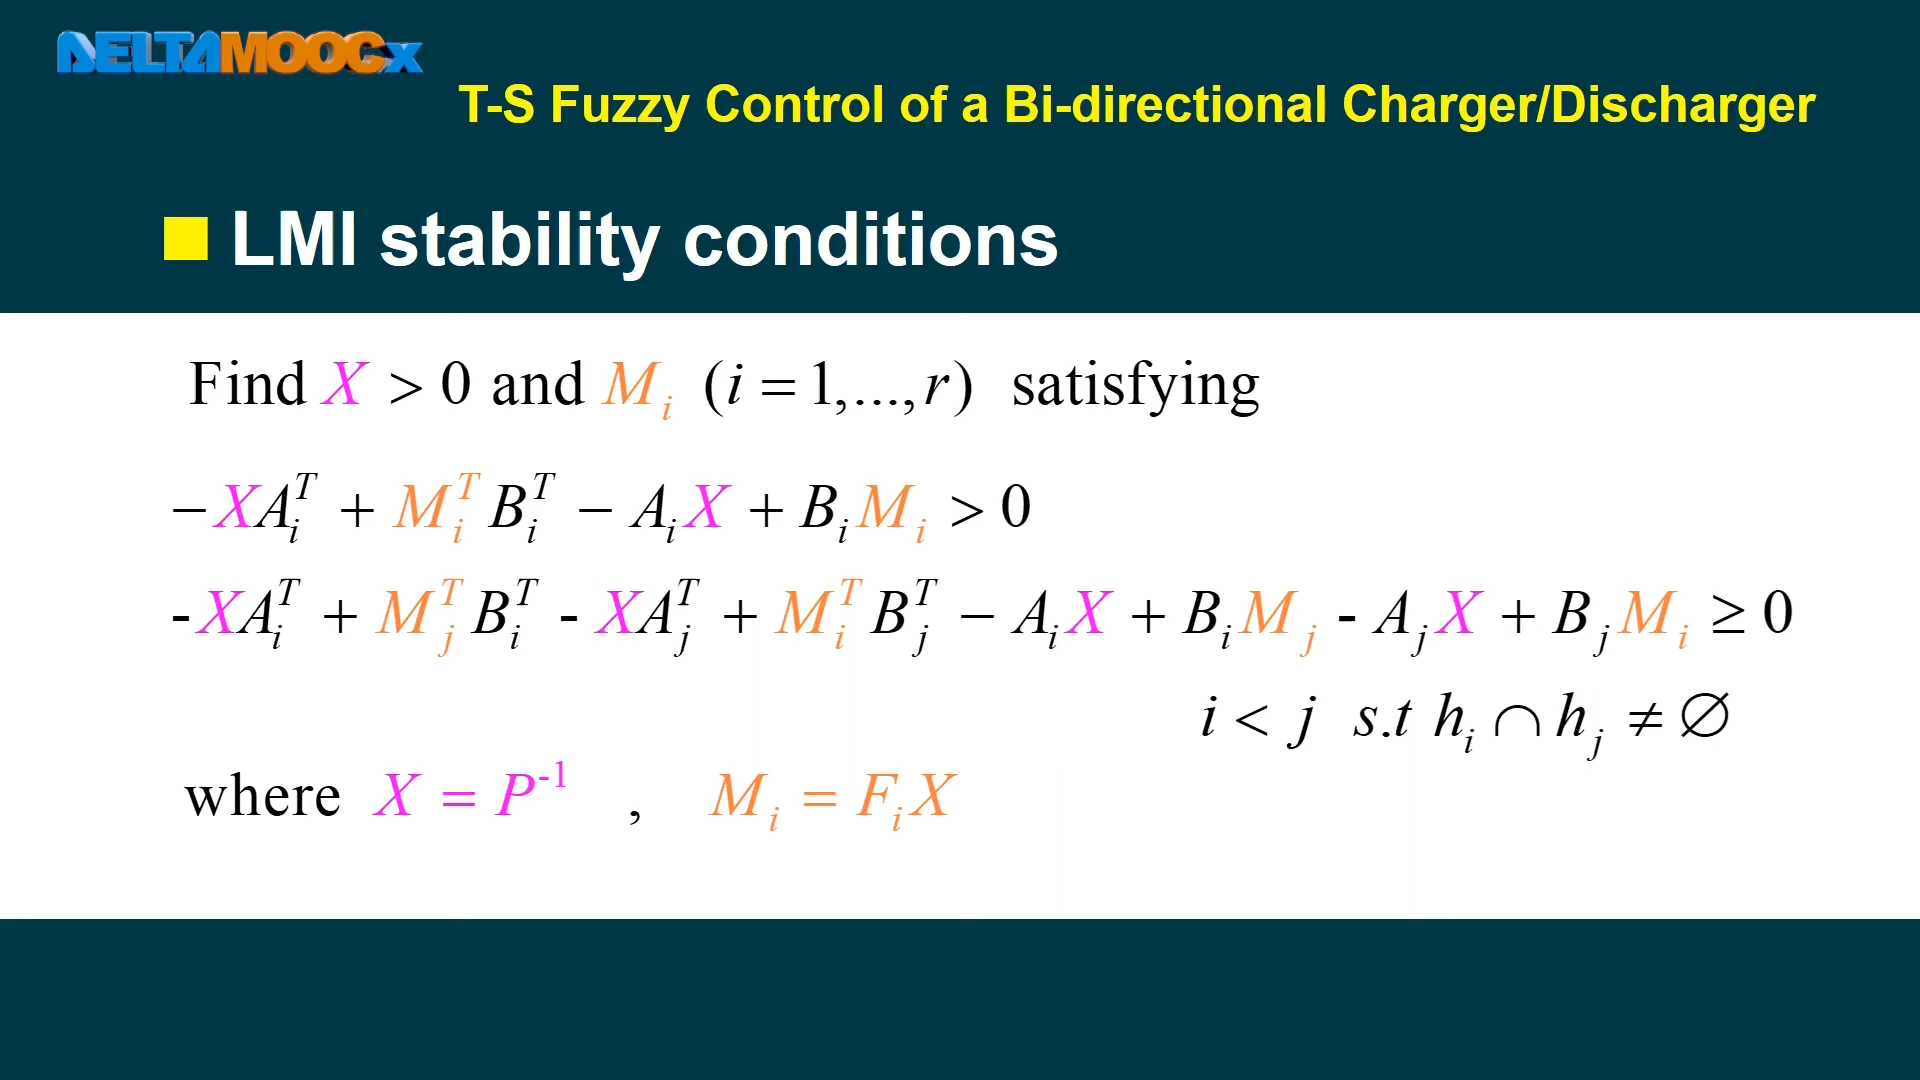 DELTAMOOCx
T-S Fuzzy Control of a Bi-directional Charger/Discharger
LMI stability conditions
Find X > 0 and M_i (i = 1,...,r) satisfying
−XA_i^T + M_i^T B_i^T − A_i X + B_i M_i > 0
-XA_i^T + M_j^T B_i^T - XA_j^T + M_i^T B_j^T − A_i X + B_i M_j - A_j X + B_j M_i ≥ 0
i < j s.t h_i ∩ h_j ≠ ∅
where X = P^-1 , M_i = F_i X